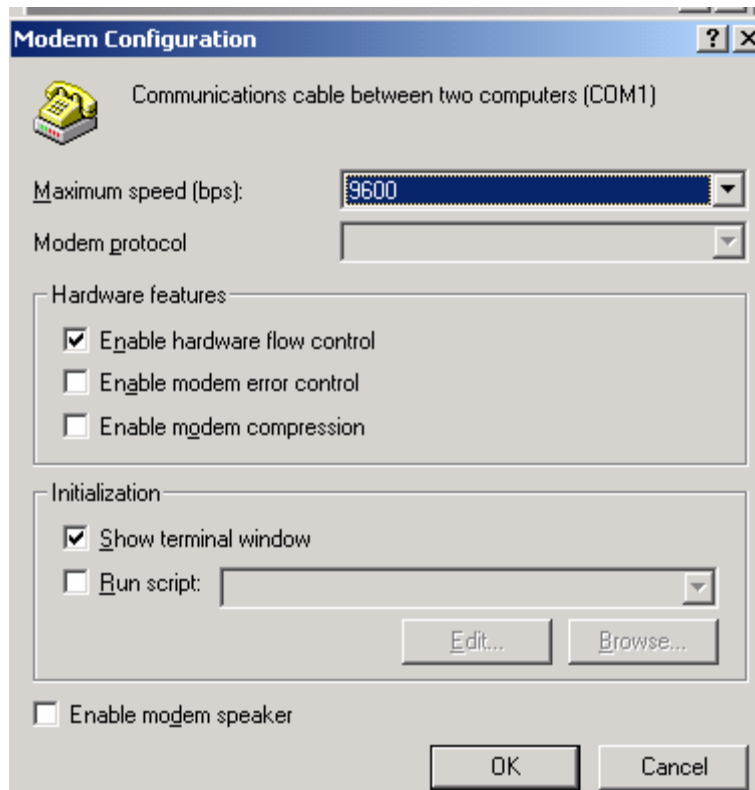 Modem Configuration
Communications cable between two computers (COM1)
Maximum speed (bps): 9600
Modem protocol
Hardware features
Enable hardware flow control
Enable modem error control
Enable modem compression
Initialization
Show terminal window
Run script:
Edit... Browse...
Enable modem speaker
OK Cancel